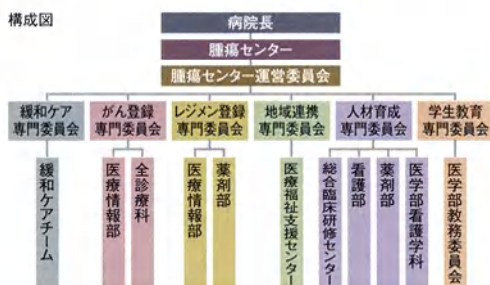 構成図
病院長
腫瘍センター
腫瘍センター運営委員会
緩和ケア
専門委員会
がん登録
専門委員会
レジメン登録
専門委員会
地域連携
専門委員会
人材育成
専門委員会
学生教育
専門委員会
緩和ケアチーム
医療情報部
全診療科
医療情報部
薬剤部
医療福祉支援センター
総合臨床研修センター
看護部
薬剤部
医学部看護学科
医学部教務委員会